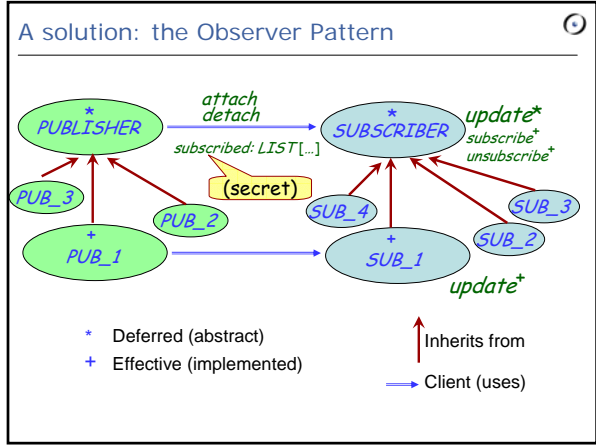 A solution: the Observer Pattern
attach
detach
*
PUBLISHER
*
SUBSCRIBER
update*
subscribe+
unsubscribe+
subscribed: LIST […]
(secret)
PUB_3
PUB_2
SUB_4
SUB_3
SUB_2
+
PUB_1
+
SUB_1
update+
* Deferred (abstract)
+ Effective (implemented)
Inherits from
Client (uses)